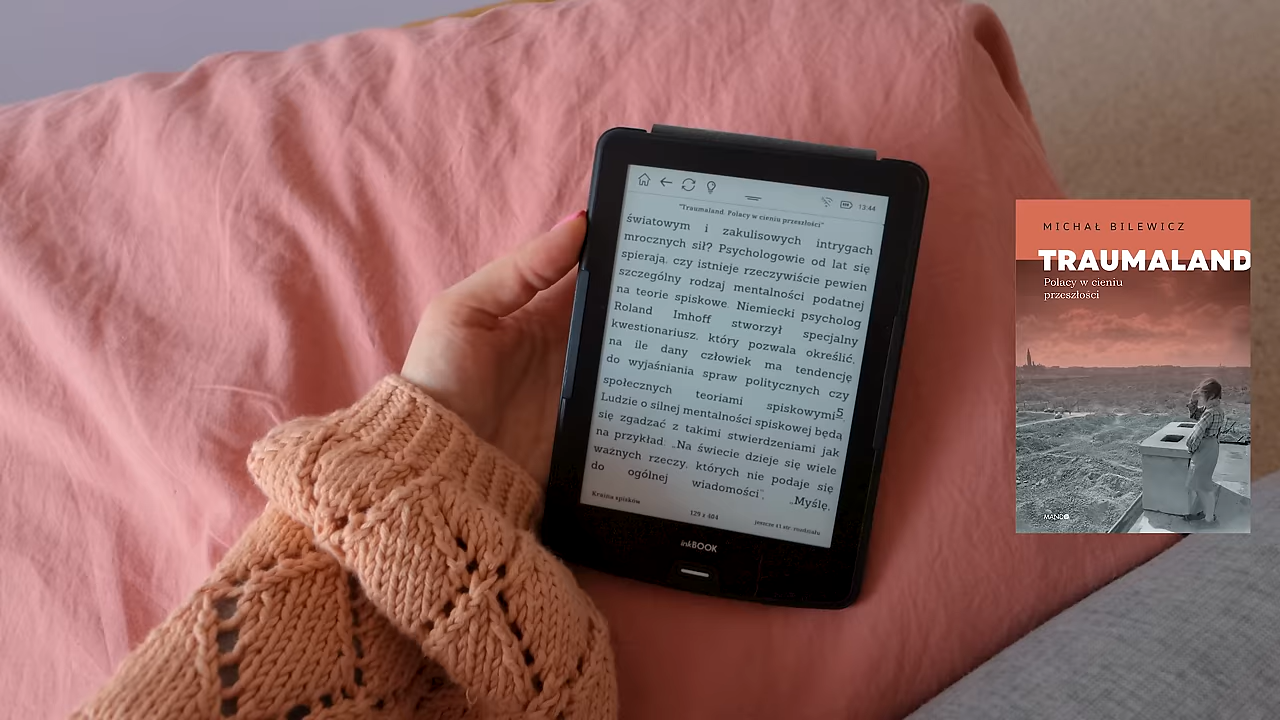 13:44
"Traumaland. Polacy w cieniu przeszłości"
światowym i zakulisowych intrygach
mrocznych sił? Psychologowie od lat się
spierają, czy istnieje rzeczywiście pewien
szczególny rodzaj mentalności podatnej
na teorie spiskowe. Niemiecki psycholog
Roland Imhoff stworzył specjalny
kwestionariusz, który pozwala określić,
na ile dany człowiek ma tendencję
do wyjaśniania spraw politycznych czy
społecznych teoriami spiskowymi5
Ludzie o silnej mentalności spiskowej będą
się zgadzać z takimi stwierdzeniami jak
na przykład: „Na świecie dzieje się wiele
ważnych rzeczy, których nie podaje się
do ogólnej wiadomości", „Myślę,
Kraina spisków
129 z 404
jeszcze 41 str. rozdziału
inkBOOK
MICHAŁ BILEWICZ
TRAUMALAND
Polacy w cieniu
przeszłości
MANDO